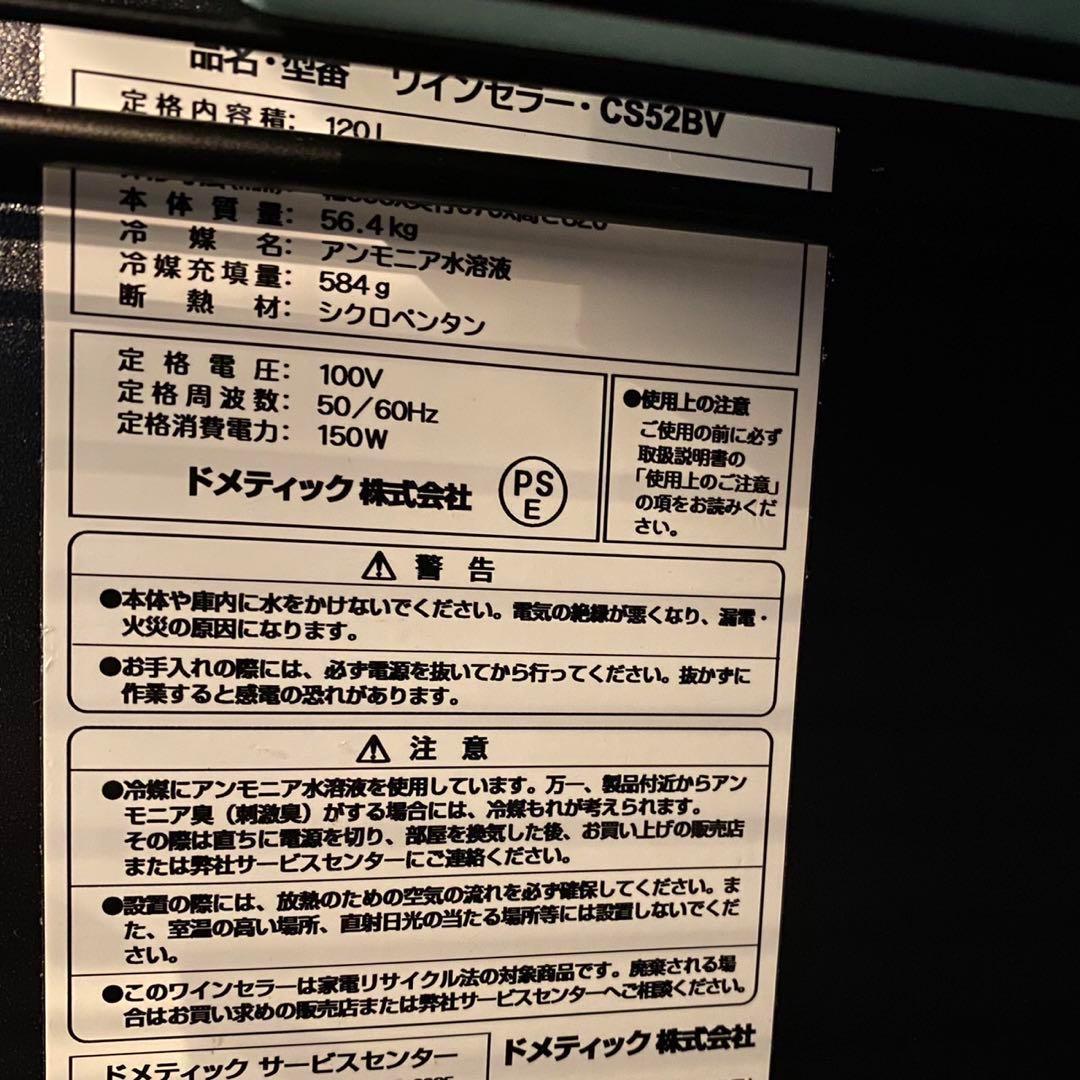 品名・型番 ワインセラー・CS52BV
定格内容積: 120L
本体質量: 56.4kg
冷媒名: アンモニア水溶液
冷媒充填量: 584g
断熱材: シクロペンタン
定格電圧: 100V
定格周波数: 50/60Hz
定格消費電力: 150W
ドメティック 株式会社
PS
E
●使用上の注意
ご使用の前に必ず
取扱説明書の
「使用上のご注意」
の項をお読みくだ
さい。
⚠ 警告
●本体や庫内に水をかけないでください。電気の絶縁が悪くなり、漏電・
火災の原因になります。
●お手入れの際には、必ず電源を抜いてから行ってください。抜かずに
作業すると感電の恐れがあります。
⚠ 注意
●冷媒にアンモニア水溶液を使用しています。万一、製品付近からアン
モニア臭（刺激臭）がする場合には、冷媒もれが考えられます。
その際は直ちに電源を切り、部屋を換気した後、お買い上げの販売店
または弊社サービスセンターにご連絡ください。
●設置の際には、放熱のための空気の流れを必ず確保してください。ま
た、室温の高い場所、直射日光の当たる場所等には設置しないでくだ
さい。
●このワインセラーは家電リサイクル法の対象商品です。廃棄される場
合はお買い求めの販売店または弊社サービスセンターへご相談ください。
ドメティック サービスセンター
ドメティック 株式会社